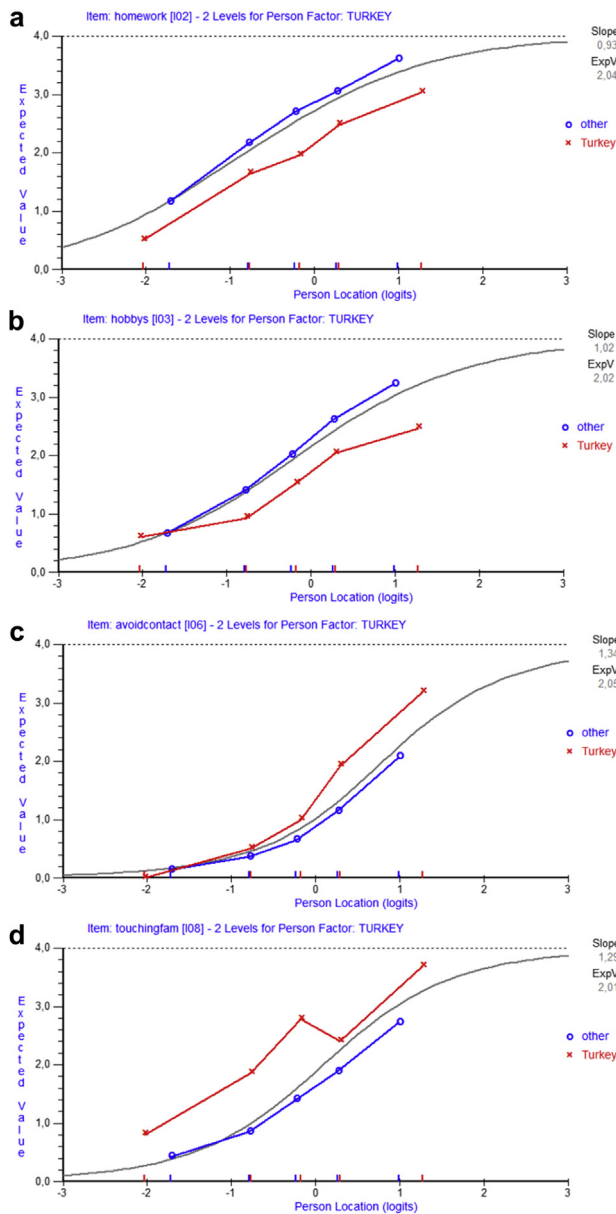 a
Item: homework [I02] - 2 Levels for Person Factor: TURKEY
Slope
0,93
ExpV
2,04
Expected Value
4,0
3,0
2,0
1,0
0,0
-3 -2 -1 0 1 2 3
Person Location (logits)
other
Turkey
b
Item: hobbys [I03] - 2 Levels for Person Factor: TURKEY
Slope
1,02
ExpV
2,02
Expected Value
4,0
3,0
2,0
1,0
0,0
-3 -2 -1 0 1 2 3
Person Location (logits)
other
Turkey
c
Item: avoidcontact [I06] - 2 Levels for Person Factor: TURKEY
Slope
1,34
ExpV
2,05
Expected Value
4,0
3,0
2,0
1,0
0,0
-3 -2 -1 0 1 2 3
Person Location (logits)
other
Turkey
d
Item: touchingfam [I08] - 2 Levels for Person Factor: TURKEY
Slope
1,29
ExpV
2,01
Expected Value
4,0
3,0
2,0
1,0
0,0
-3 -2 -1 0 1 2 3
Person Location (logits)
other
Turkey